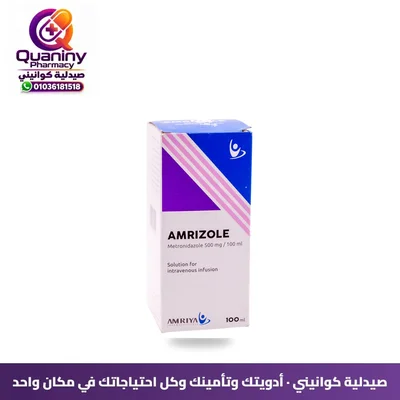 Quaniny
Pharmacy
صيدلية كوانيني
01036181518
AMRIZOLE
Metronidazole 500 mg / 100 ml
Solution for
intravenous infusion
AMRIYA
100 ml
صيدلية كوانيني - أدويتك وتأمينك وكل احتياجاتك في مكان واحد